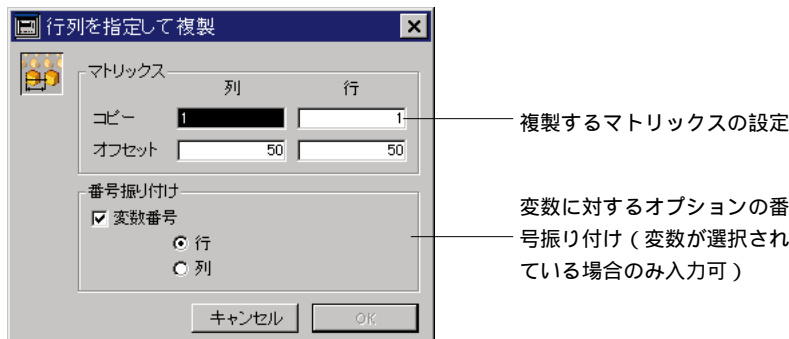 行列を指定して複製
マトリックス
列 行
コピー 1 1
オフセット 50 50
複製するマトリックスの設定
番号振り付け
変数番号
行
列
変数に対するオプションの番
号振り付け（変数が選択され
ている場合のみ入力可）
キャンセル OK